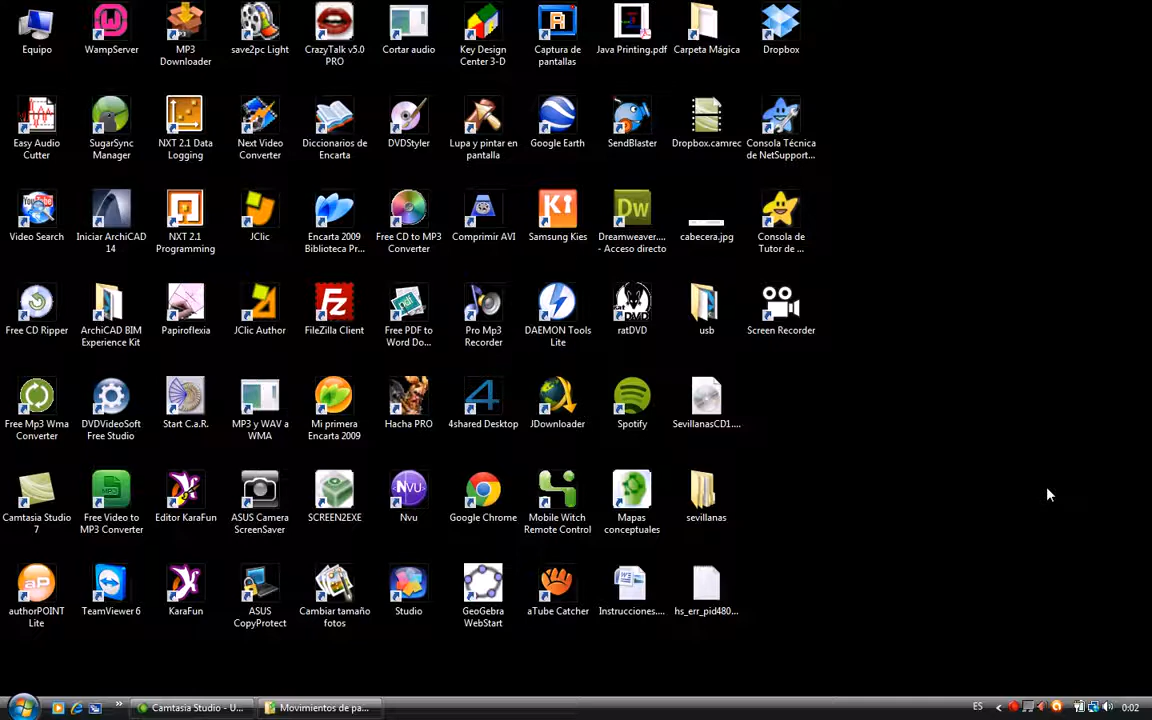 Equipo
WampServer
MP3
Downloader
save2pc Light
CrazyTalk v5.0
PRO
Cortar audio
Key Design
Center 3-D
Captura de
pantallas
Java Printing.pdf
Carpeta Mágica
Dropbox
Easy Audio
Cutter
SugarSync
Manager
NXT 2.1 Data
Logging
Next Video
Converter
Diccionarios de
Encarta
DVDStyler
Lupa y pintar en
pantalla
Google Earth
SendBlaster
Dropbox.camrec
Consola Técnica
de NetSupport...
Video Search
Iniciar ArchiCAD
14
NXT 2.1
Programming
JClic
Encarta 2009
Biblioteca Pr...
Free CD to MP3
Converter
Comprimir AVI
Samsung Kies
Dreamweaver....
- Acceso directo
cabecera.jpg
Consola de
Tutor de ...
Free CD Ripper
ArchiCAD BIM
Experience Kit
Papiroflexia
JClic Author
FileZilla Client
Free PDF to
Word Do...
Pro Mp3
Recorder
DAEMON Tools
Lite
ratDVD
usb
Screen Recorder
Free Mp3 Wma
Converter
DVDVideoSoft
Free Studio
Start C.a.R.
MP3 y WAV a
WMA
Mi primera
Encarta 2009
Hacha PRO
4shared Desktop
JDownloader
Spotify
SevillanasCD1....
Camtasia Studio
7
Free Video to
MP3 Converter
Editor KaraFun
ASUS Camera
ScreenSaver
SCREEN2EXE
Nvu
Google Chrome
Mobile Witch
Remote Control
Mapas
conceptuales
sevillanas
authorPOINT
Lite
TeamViewer 6
KaraFun
ASUS
CopyProtect
Cambiar tamaño
fotos
Studio
GeoGebra
WebStart
aTube Catcher
Instrucciones....
hs_err_pid480...
Camtasia Studio - U...
Movimientos de pa...
ES
0:02